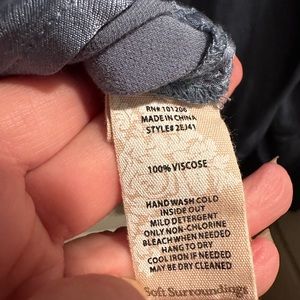 RN# 101206
MADE IN CHINA
STYLE# 2EJ41
100% VISCOSE
HAND WASH COLD
INSIDE OUT
MILD DETERGENT
ONLY NON-CHLORINE
BLEACH WHEN NEEDED
HANG TO DRY
COOL IRON IF NEEDED
MAY BE DRY CLEANED
Soft Surroundings